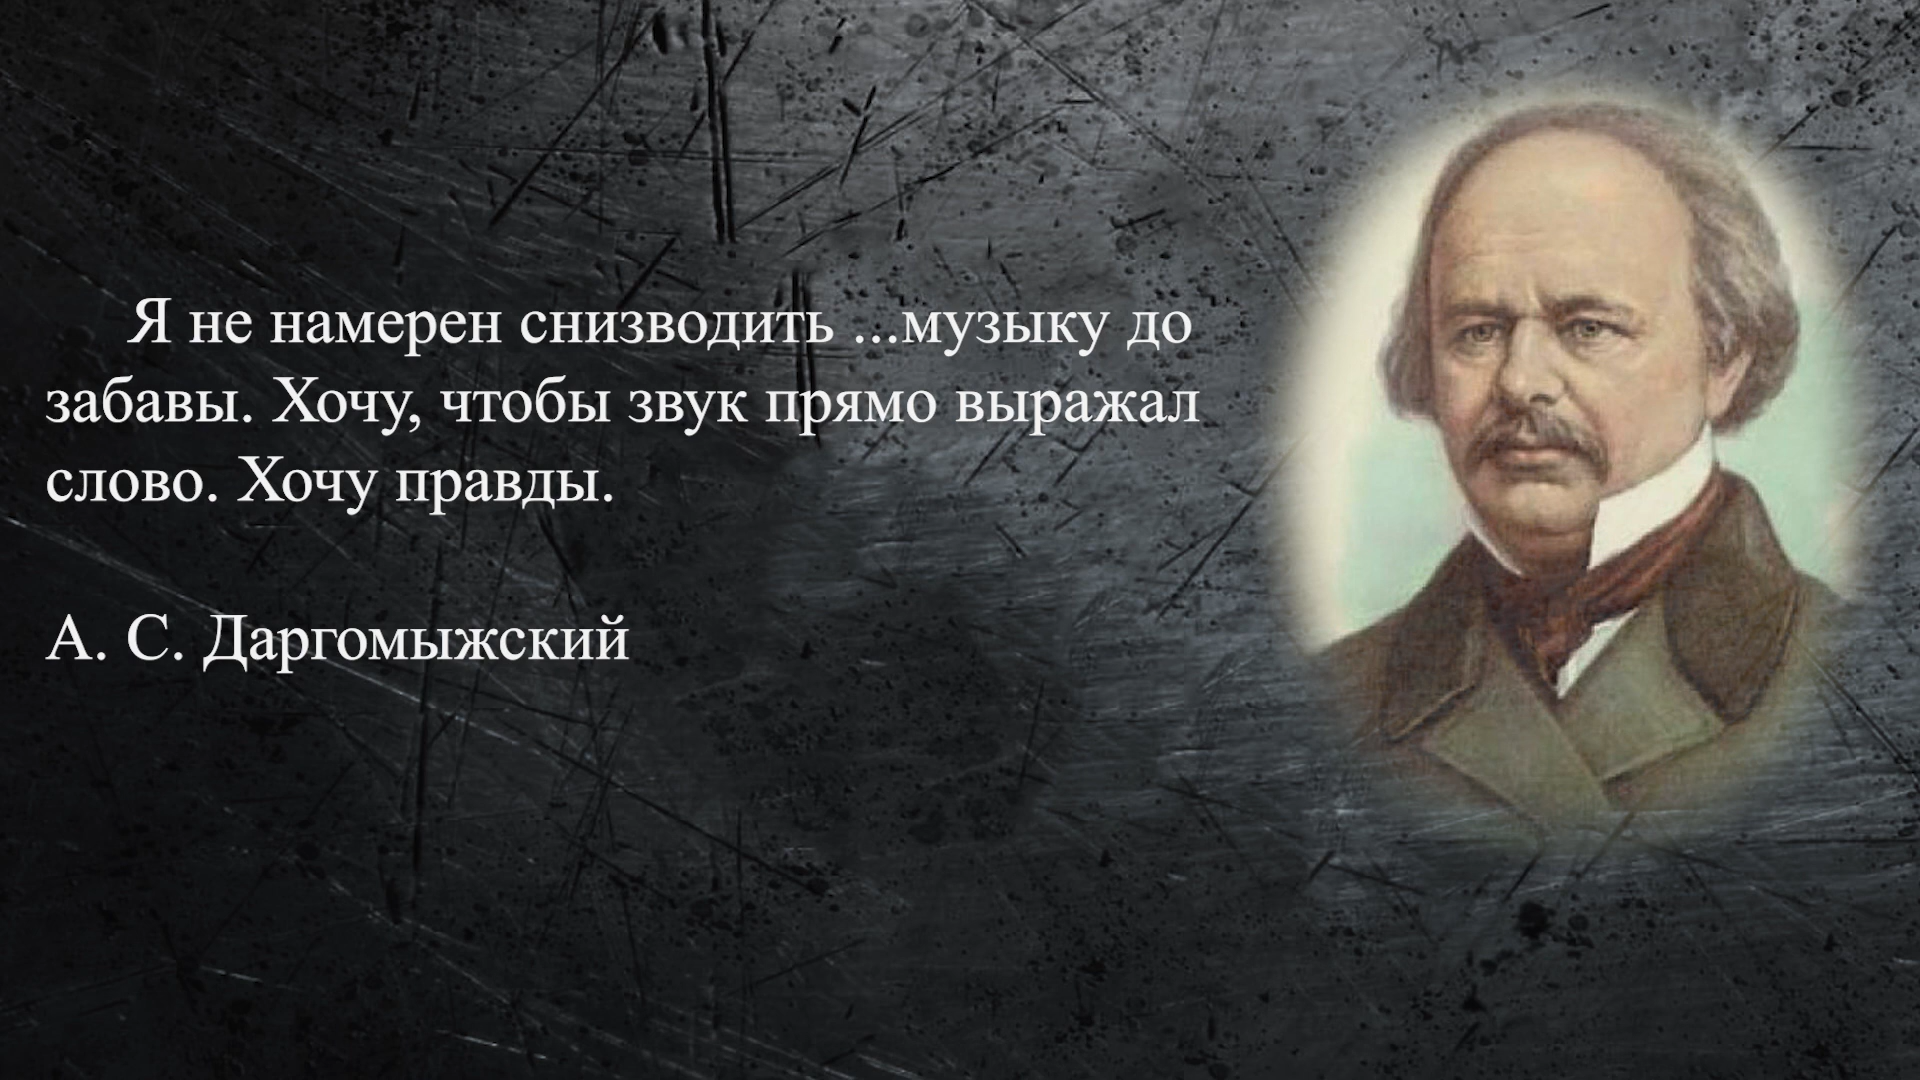 Я не намерен снизводить ...музыку до
забавы. Хочу, чтобы звук прямо выражал
слово. Хочу правды.
А. С. Даргомыжский